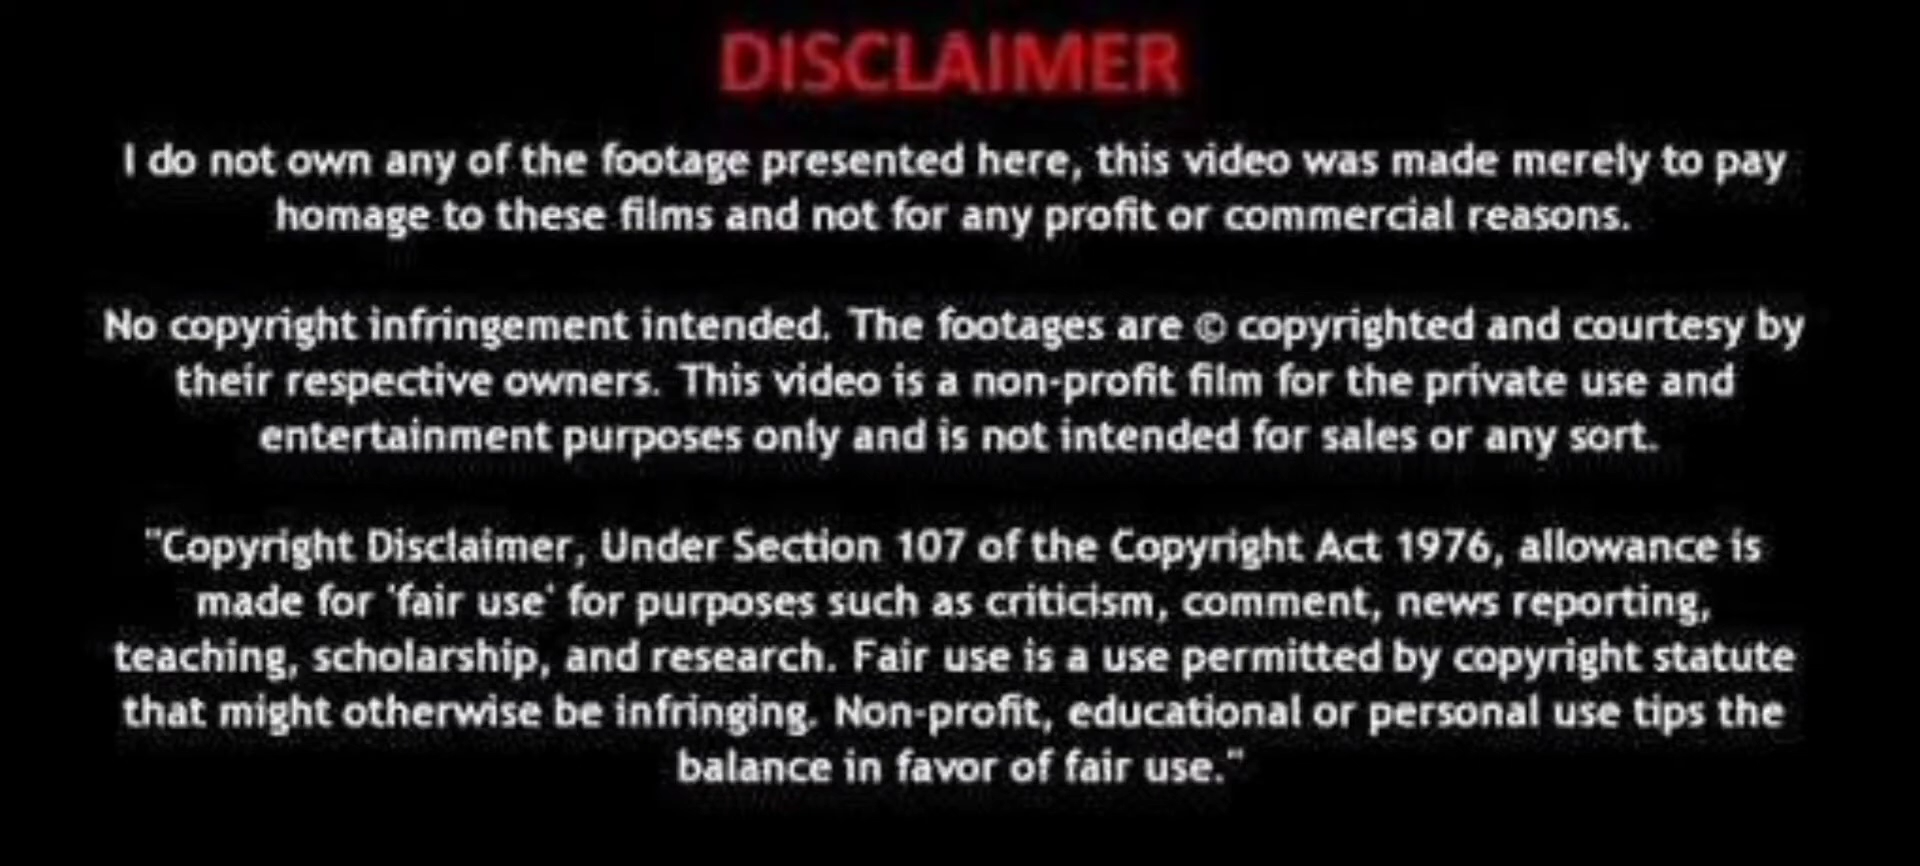 DISCLAIMER
I do not own any of the footage presented here, this video was made merely to pay
homage to these films and not for any profit or commercial reasons.
No copyright infringement intended. The footages are © copyrighted and courtesy by
their respective owners. This video is a non-profit film for the private use and
entertainment purposes only and is not intended for sales or any sort.
"Copyright Disclaimer, Under Section 107 of the Copyright Act 1976, allowance is
made for 'fair use' for purposes such as criticism, comment, news reporting,
teaching, scholarship, and research. Fair use is a use permitted by copyright statute
that might otherwise be infringing. Non-profit, educational or personal use tips the
balance in favor of fair use."